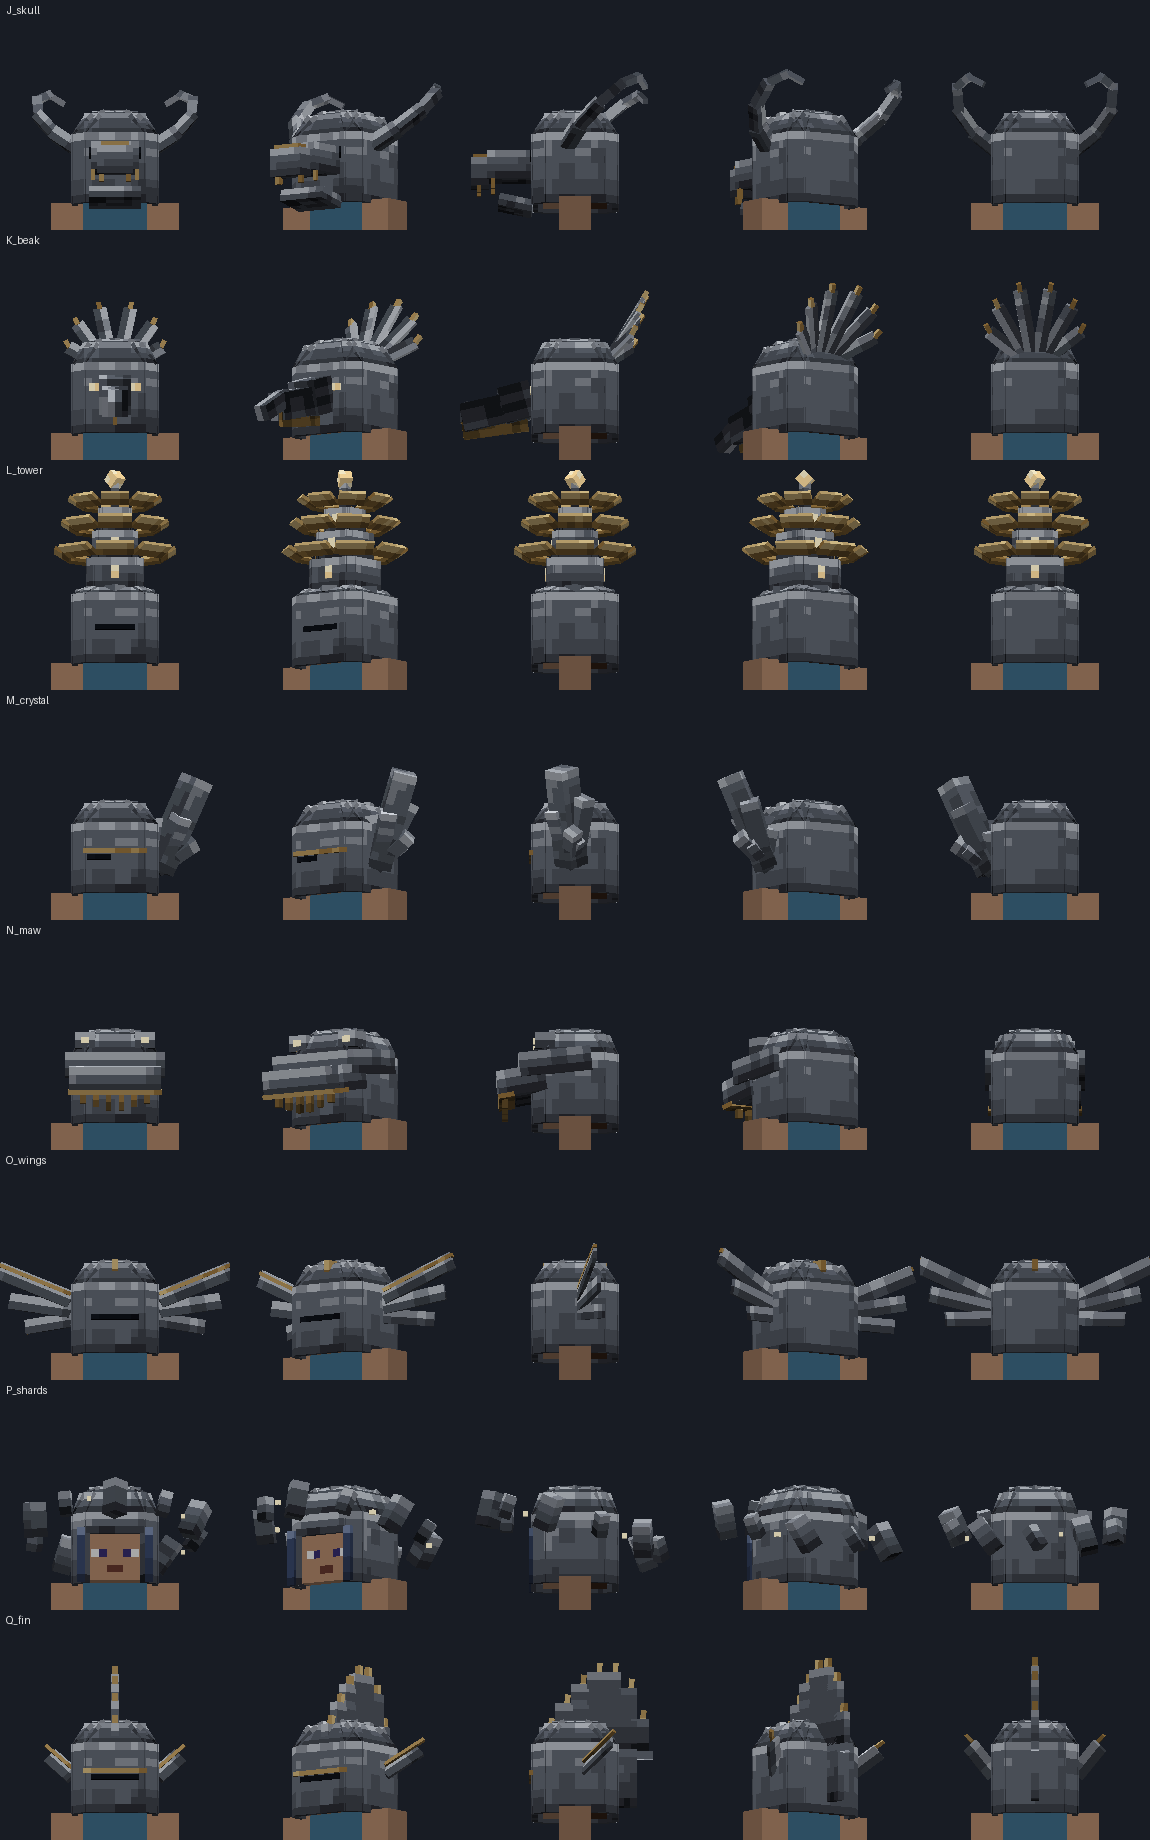 J_skull
K_beak
L_tower
M_crystal
N_maw
O_wings
P_shards
Q_fin